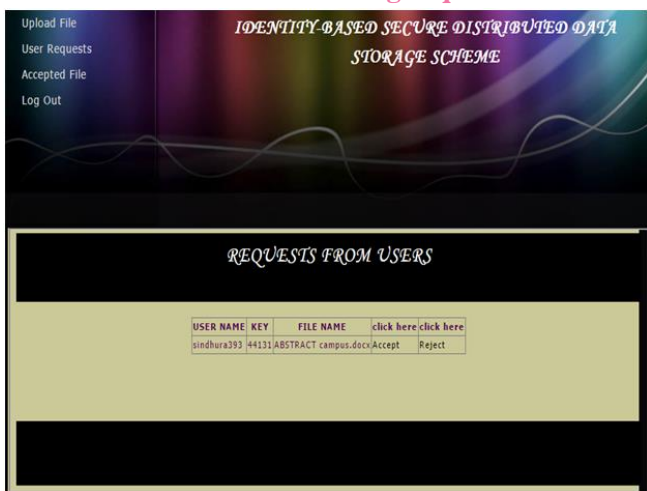 Upload File
User Requests
Accepted File
Log Out
IDENTITY-BASED SECURE DISTRIBUTED DATA
STORAGE SCHEME
REQUESTS FROM USERS
USER NAME KEY FILE NAME click here click here
sindhura393 44131 ABSTRACT campus.docx Accept Reject